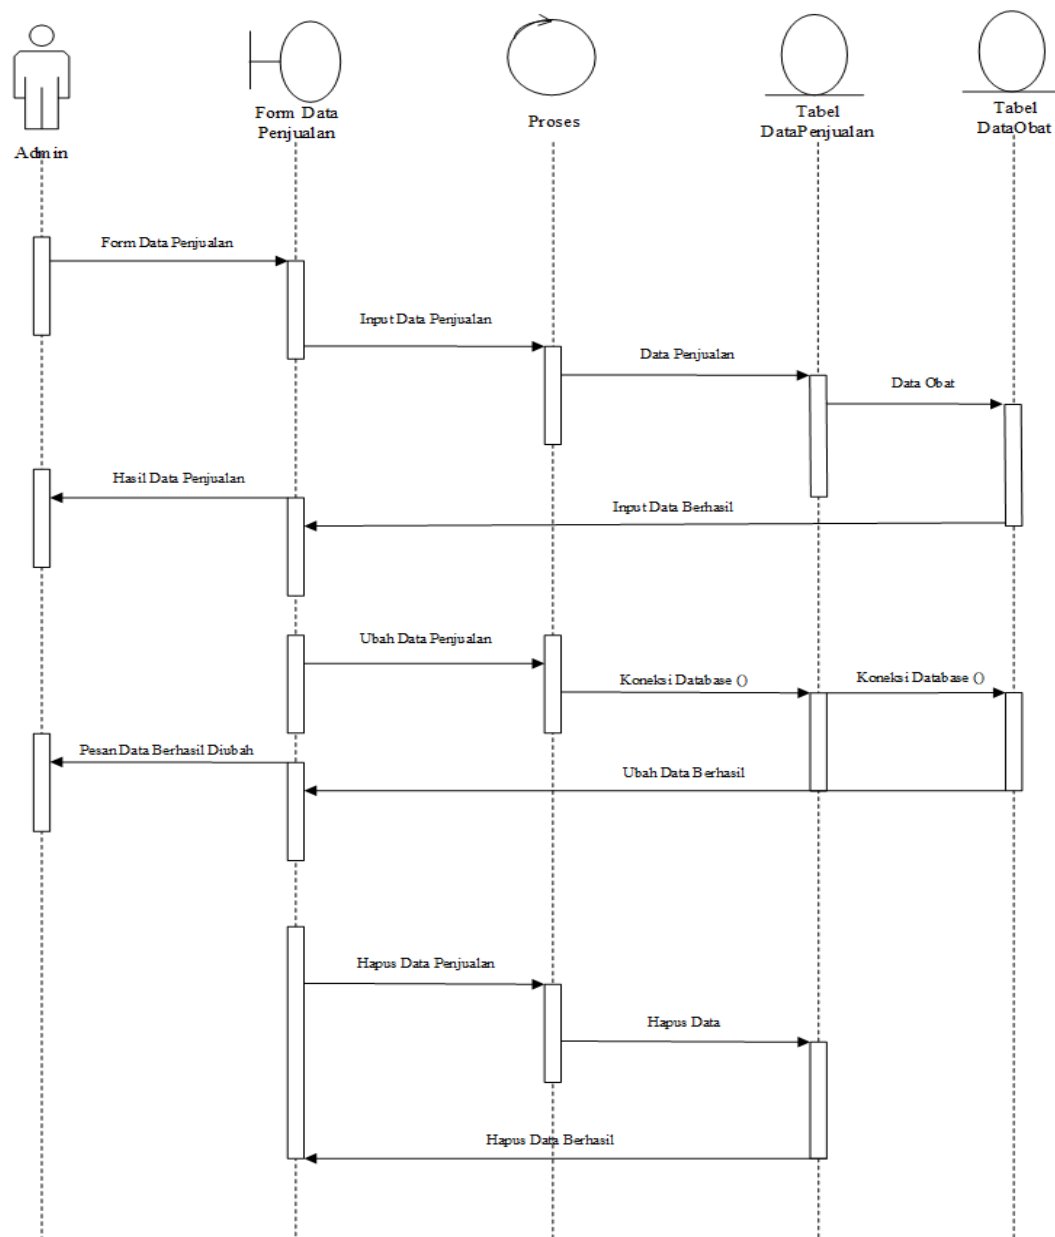 Admin
Form Data
Penjualan
Proses
Tabel
DataPenjualan
Tabel
DataObat
Form Data Penjualan
Input Data Penjualan
Data Penjualan
Data Obat
Hasil Data Penjualan
Input Data Berhasil
Ubah Data Penjualan
Koneksi Database ()
Koneksi Database ()
Pesan Data Berhasil Diubah
Ubah Data Berhasil
Hapus Data Penjualan
Hapus Data
Hapus Data Berhasil